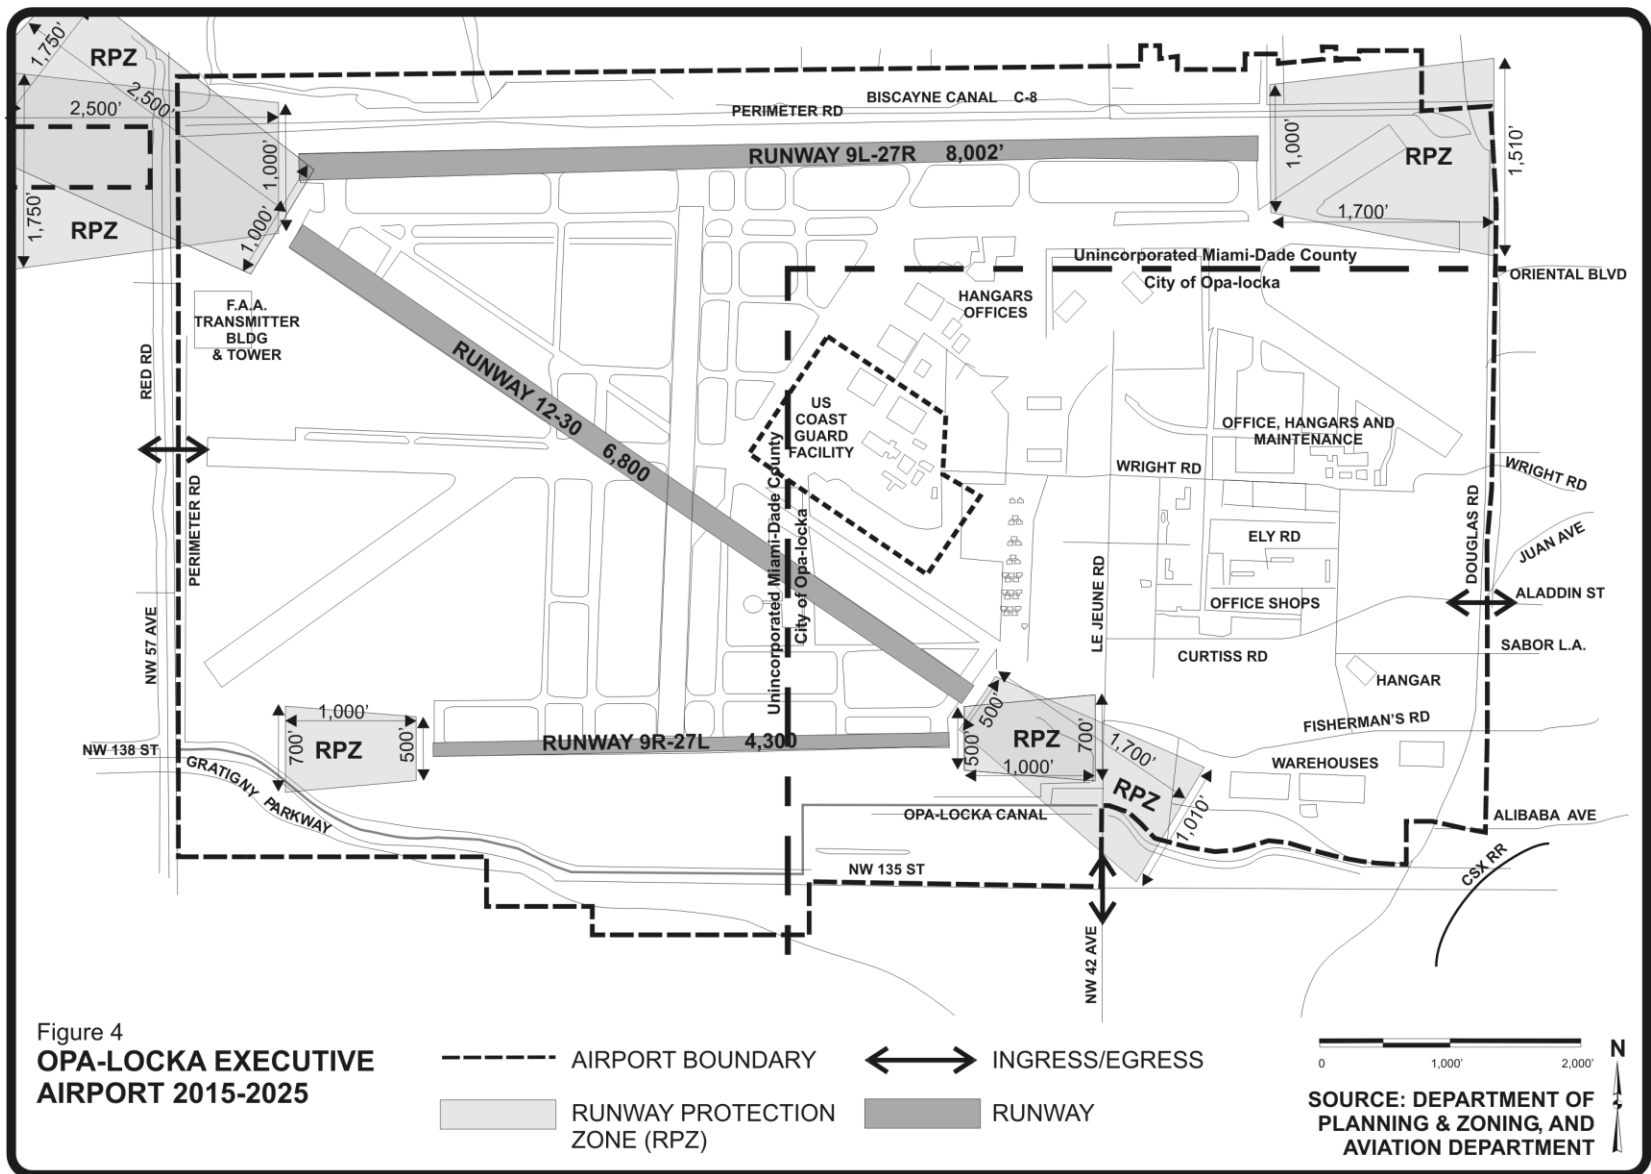 1,750'
RPZ
2,500'
2,500'
1,000'
1,750'
RPZ
1,000'
PERIMETER RD
BISCAYNE CANAL C-8
RUNWAY 9L-27R 8,002'
1,000'
RPZ
1,510'
1,700'
Unincorporated Miami-Dade County
City of Opa-locka
ORIENTAL BLVD
F.A.A.
TRANSMITTER
BLDG
& TOWER
HANGARS
OFFICES
RED RD
RUNWAY 12-30 6,800
US
COAST
GUARD
FACILITY
OFFICE, HANGARS AND
MAINTENANCE
WRIGHT RD
WRIGHT RD
PERIMETER RD
Unincorporated Miami-Dade County
City of Opa-locka
ELY RD
DOUGLAS RD
JUAN AVE
LE JEUNE RD
OFFICE SHOPS
ALADDIN ST
NW 57 AVE
CURTISS RD
SABOR L.A.
HANGAR
FISHERMAN'S RD
NW 138 ST
GRATIGNY PARKWAY
700'
1,000'
RPZ
500'
RUNWAY 9R-27L 4,300
500'
500'
RPZ
1,000'
700'
1,700'
RPZ
1,010'
WAREHOUSES
OPA-LOCKA CANAL
ALIBABA AVE
NW 135 ST
CSX RR
NW 42 AVE
Figure 4
OPA-LOCKA EXECUTIVE
AIRPORT 2015-2025
AIRPORT BOUNDARY
RUNWAY PROTECTION
ZONE (RPZ)
INGRESS/EGRESS
RUNWAY
0 1,000' 2,000'
N
SOURCE: DEPARTMENT OF
PLANNING & ZONING, AND
AVIATION DEPARTMENT